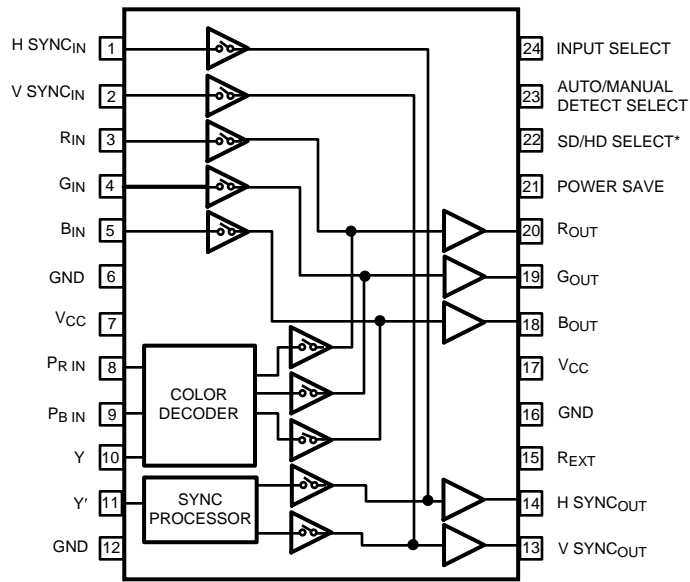 H SYNCIN 1
V SYNCIN 2
RIN 3
GIN 4
BIN 5
GND 6
VCC 7
PR IN 8
PB IN 9
Y 10
Y′ 11
GND 12
COLOR
DECODER
SYNC
PROCESSOR
24 INPUT SELECT
23 AUTO/MANUAL
DETECT SELECT
22 SD/HD SELECT*
21 POWER SAVE
20 ROUT
19 GOUT
18 BOUT
17 VCC
16 GND
15 REXT
14 H SYNCOUT
13 V SYNCOUT